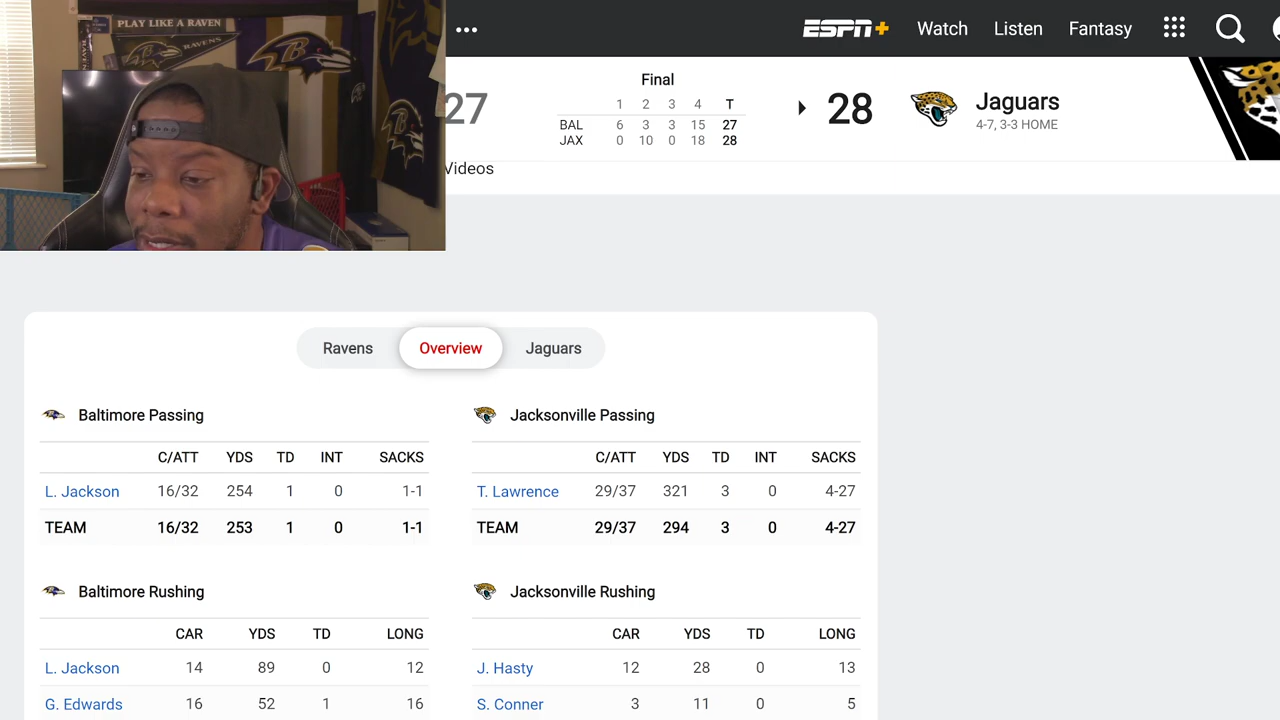 PLAY LIKE A RAVEN
RAVENS
ESPN+ Watch Listen Fantasy
27
Final
1 2 3 4 T
BAL 6 3 3 15 27
JAX 0 10 0 18 28
28
Jaguars
4-7, 3-3 HOME
Videos
Ravens Overview Jaguars
Baltimore Passing
C/ATT YDS TD INT SACKS
L. Jackson 16/32 254 1 0 1-1
TEAM 16/32 253 1 0 1-1
Jacksonville Passing
C/ATT YDS TD INT SACKS
T. Lawrence 29/37 321 3 0 4-27
TEAM 29/37 294 3 0 4-27
Baltimore Rushing
CAR YDS TD LONG
L. Jackson 14 89 0 12
G. Edwards 16 52 1 16
Jacksonville Rushing
CAR YDS TD LONG
J. Hasty 12 28 0 13
S. Conner 3 11 0 5